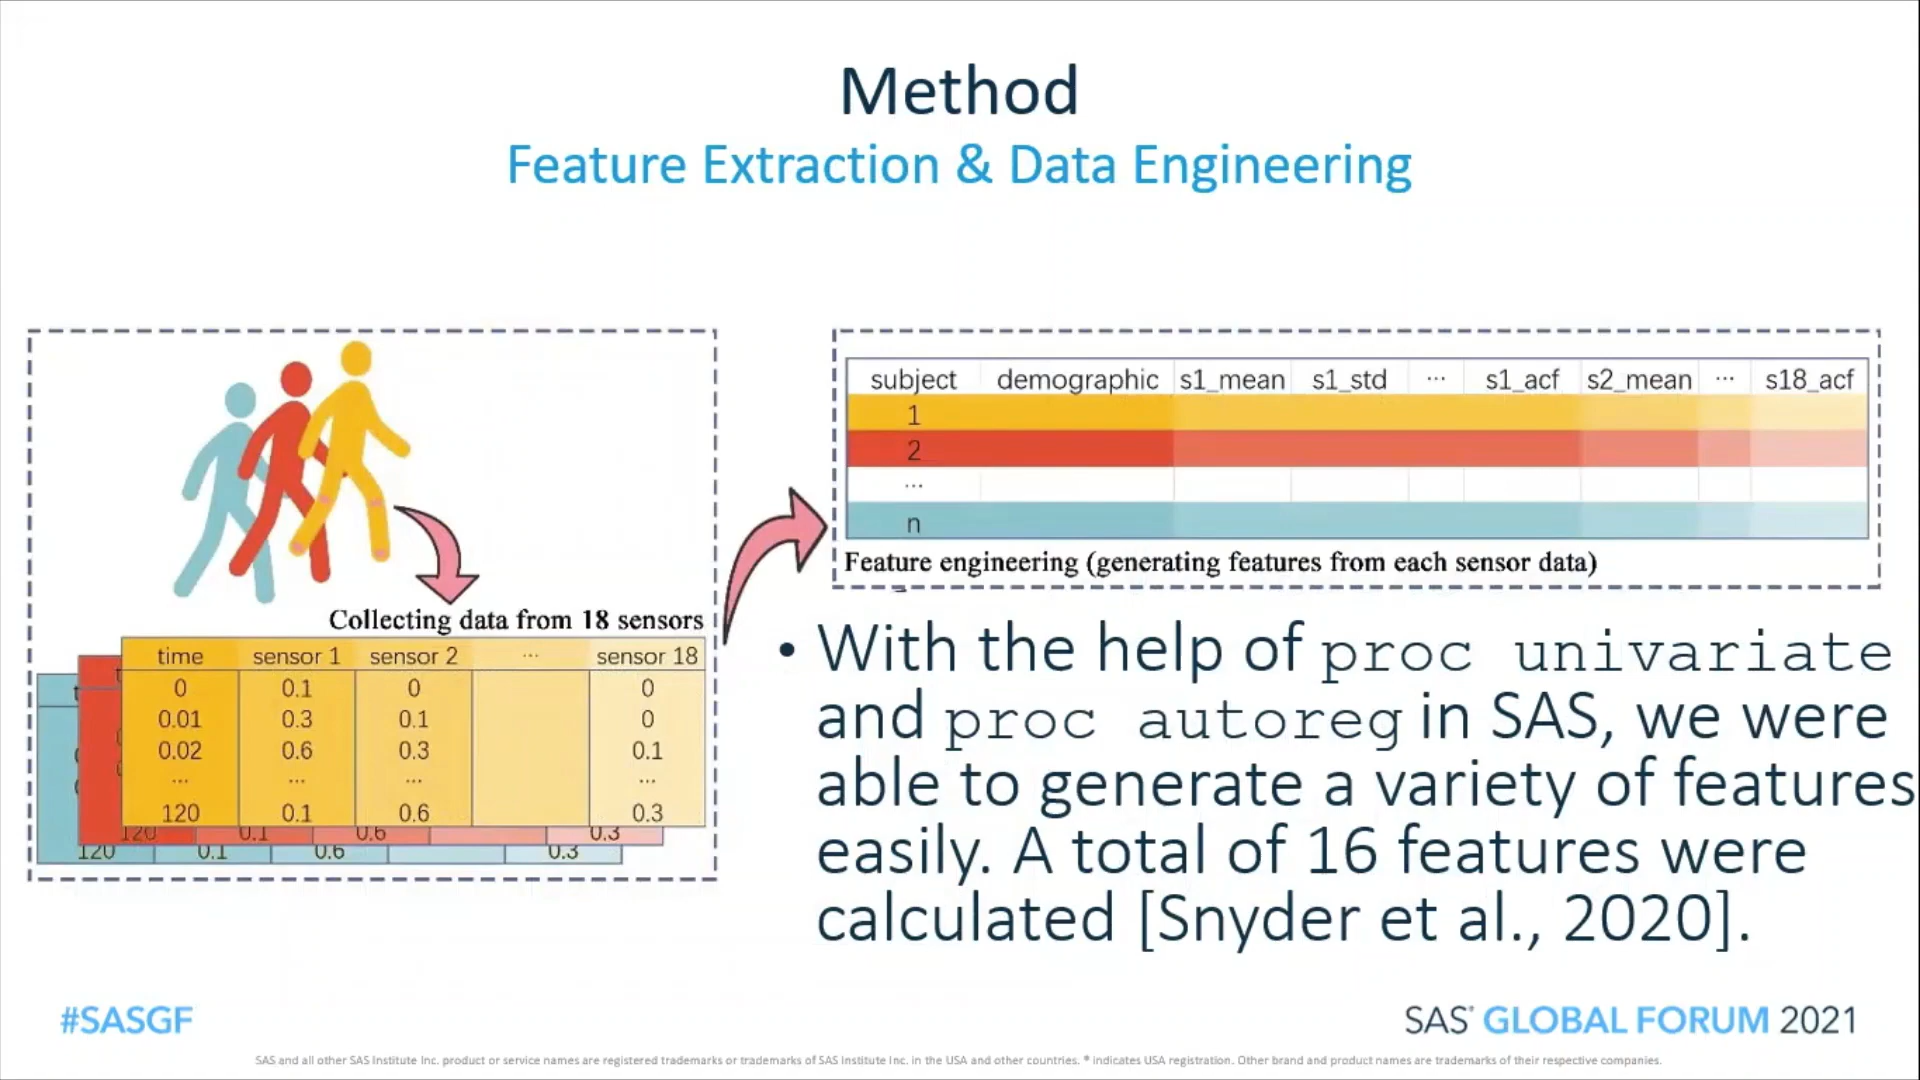 Method
Feature Extraction & Data Engineering
Collecting data from 18 sensors
time sensor 1 sensor 2 ... sensor 18
0 0.1 0 0
0.01 0.3 0.1 0
0.02 0.6 0.3 0.1
... ... ... ...
120 0.1 0.6 0.3
120 0.1 0.6 0.3
120 0.1 0.6 0.3
subject demographic s1_mean s1_std ... s1_acf s2_mean ... s18_acf
1
2
...
n
Feature engineering (generating features from each sensor data)
• With the help of proc univariate
and proc autoreg in SAS, we were
able to generate a variety of features
easily. A total of 16 features were
calculated [Snyder et al., 2020].
#SASGF
SAS® GLOBAL FORUM 2021
SAS and all other SAS Institute Inc. product or service names are registered trademarks or trademarks of SAS Institute Inc. in the USA and other countries. ® indicates USA registration. Other brand and product names are trademarks of their respective companies.